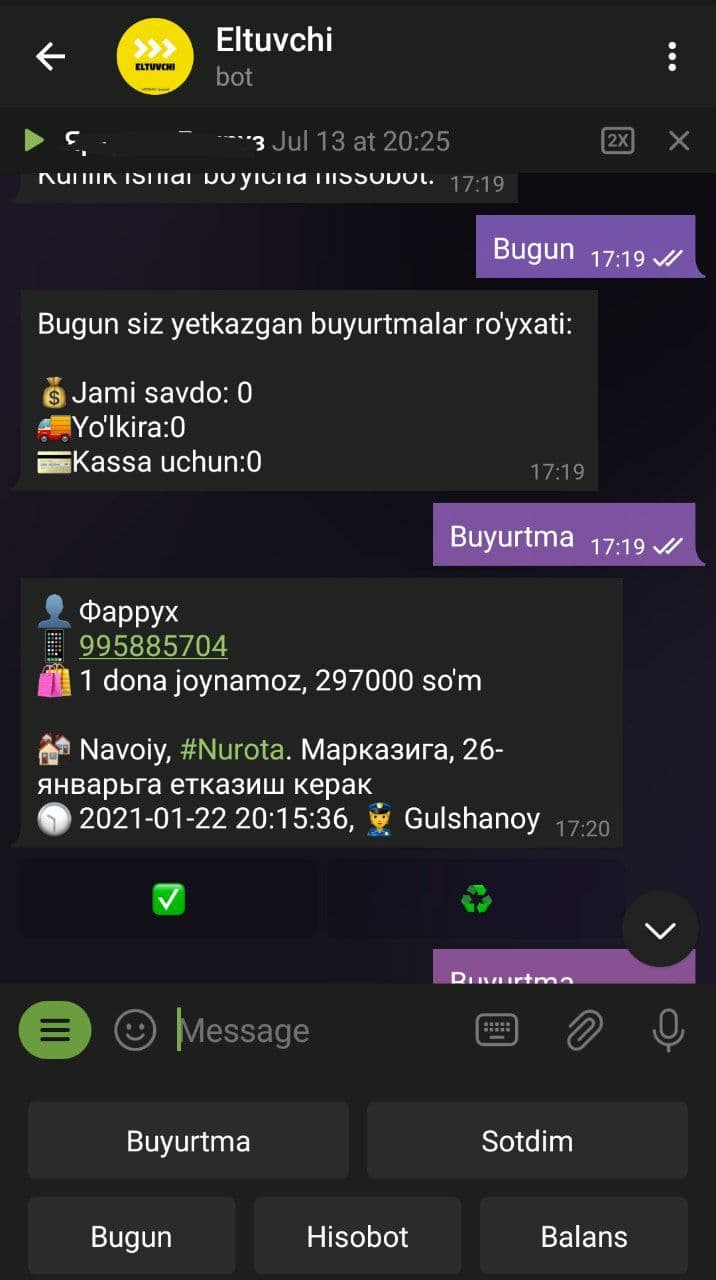 Eltuvchi
bot
ELTUVCHI
Jul 13 at 20:25
2X
Kunlik ishlar bo'yicha hissobot. 17:19
Bugun 17:19
Bugun siz yetkazgan buyurtmalar ro'yxati:
Jami savdo: 0
Yo'lkira:0
Kassa uchun:0
17:19
Buyurtma 17:19
Фаррух
995885704
1 dona joynamoz, 297000 so'm
Navoiy, #Nurota. Марказига, 26-
январьга етказиш керак
2021-01-22 20:15:36, Gulshanoy 17:20
Buyurtma
Message
Buyurtma Sotdim
Bugun Hisobot Balans